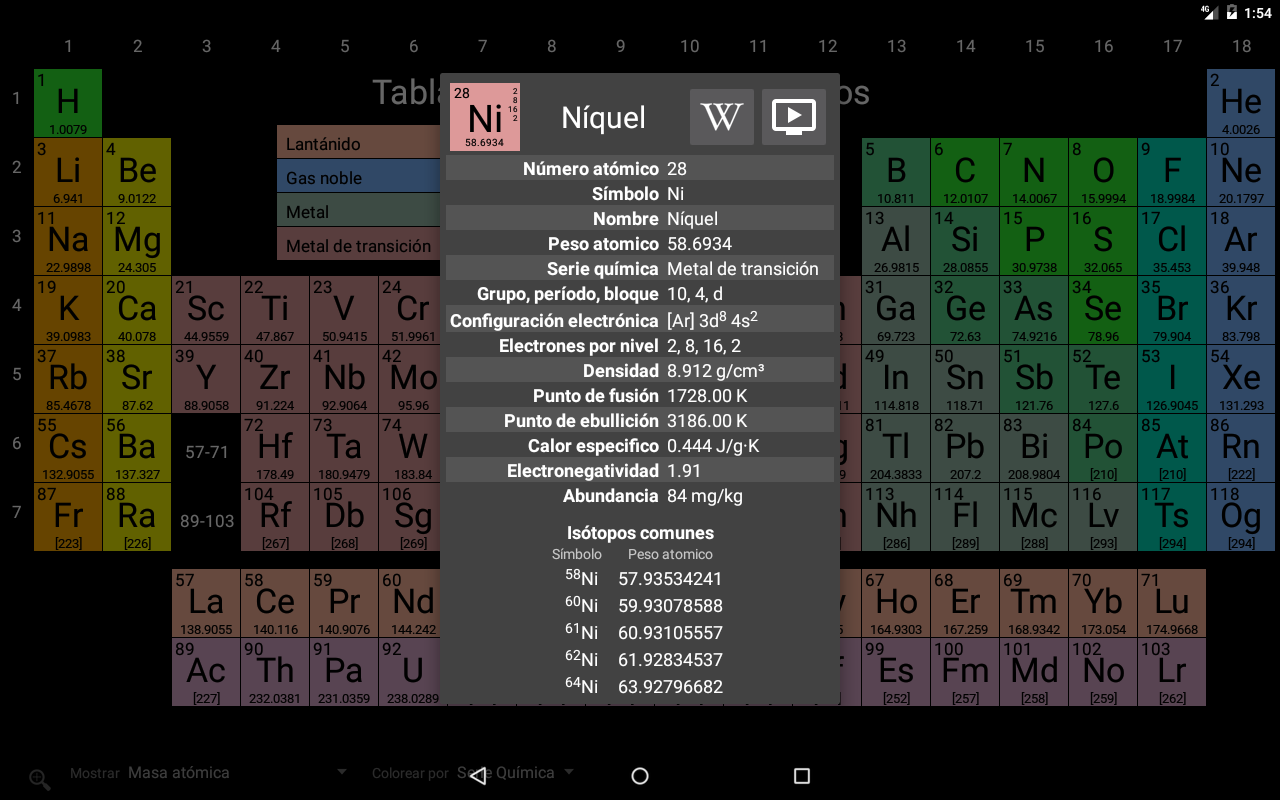 4G 1:54
1 2 3 4 5 6 7 8 9 10 11 12 13 14 15 16 17 18
1 2 3 4 5 6 7
Tabla
os
1 H 1.0079
2 He 4.0026
3 Li 6.941
4 Be 9.0122
5 B 10.811
6 C 12.0107
7 N 14.0067
8 O 15.9994
9 F 18.9984
10 Ne 20.1797
11 Na 22.9898
12 Mg 24.305
13 Al 26.9815
14 Si 28.0855
15 P 30.9738
16 S 32.065
17 Cl 35.453
18 Ar 39.948
19 K 39.0983
20 Ca 40.078
21 Sc 44.9559
22 Ti 47.867
23 V 50.9415
24 Cr 51.9961
31 Ga 69.723
32 Ge 72.63
33 As 74.9216
34 Se 78.96
35 Br 79.904
36 Kr 83.798
37 Rb 85.4678
38 Sr 87.62
39 Y 88.9058
40 Zr 91.224
41 Nb 92.9064
42 Mo 95.96
49 In 114.818
50 Sn 118.71
51 Sb 121.76
52 Te 127.6
53 I 126.9045
54 Xe 131.293
55 Cs 132.9055
56 Ba 137.327
57-71
72 Hf 178.49
73 Ta 180.9479
74 W 183.84
81 Tl 204.3833
82 Pb 207.2
83 Bi 208.9804
84 Po [210]
85 At [210]
86 Rn [222]
87 Fr [223]
88 Ra [226]
89-103
104 Rf [267]
105 Db [268]
106 Sg [269]
113 Nh [286]
114 Fl [289]
115 Mc [288]
116 Lv [293]
117 Ts [294]
118 Og [294]
57 La 138.9055
58 Ce 140.116
59 Pr 140.9076
60 Nd 144.242
67 Ho 164.9303
68 Er 167.259
69 Tm 168.9342
70 Yb 173.054
71 Lu 174.9668
89 Ac [227]
90 Th 232.0381
91 Pa 231.0359
92 U 238.0289
99 Es [252]
100 Fm [257]
101 Md [258]
102 No [259]
103 Lr [262]
Lantánido
Gas noble
Metal
Metal de transición
28 Ni 58.6934 2 8 16 2
Níquel
W
Número atómico 28
Símbolo Ni
Nombre Níquel
Peso atomico 58.6934
Serie química Metal de transición
Grupo, período, bloque 10, 4, d
Configuración electrónica [Ar] 3d⁸ 4s²
Electrones por nivel 2, 8, 16, 2
Densidad 8.912 g/cm³
Punto de fusión 1728.00 K
Punto de ebullición 3186.00 K
Calor especifico 0.444 J/g·K
Electronegatividad 1.91
Abundancia 84 mg/kg
Isótopos comunes
Símbolo Peso atomico
⁵⁸Ni 57.93534241
⁶⁰Ni 59.93078588
⁶¹Ni 60.93105557
⁶²Ni 61.92834537
⁶⁴Ni 63.92796682
Mostrar Masa atómica Colorear por Serie Química